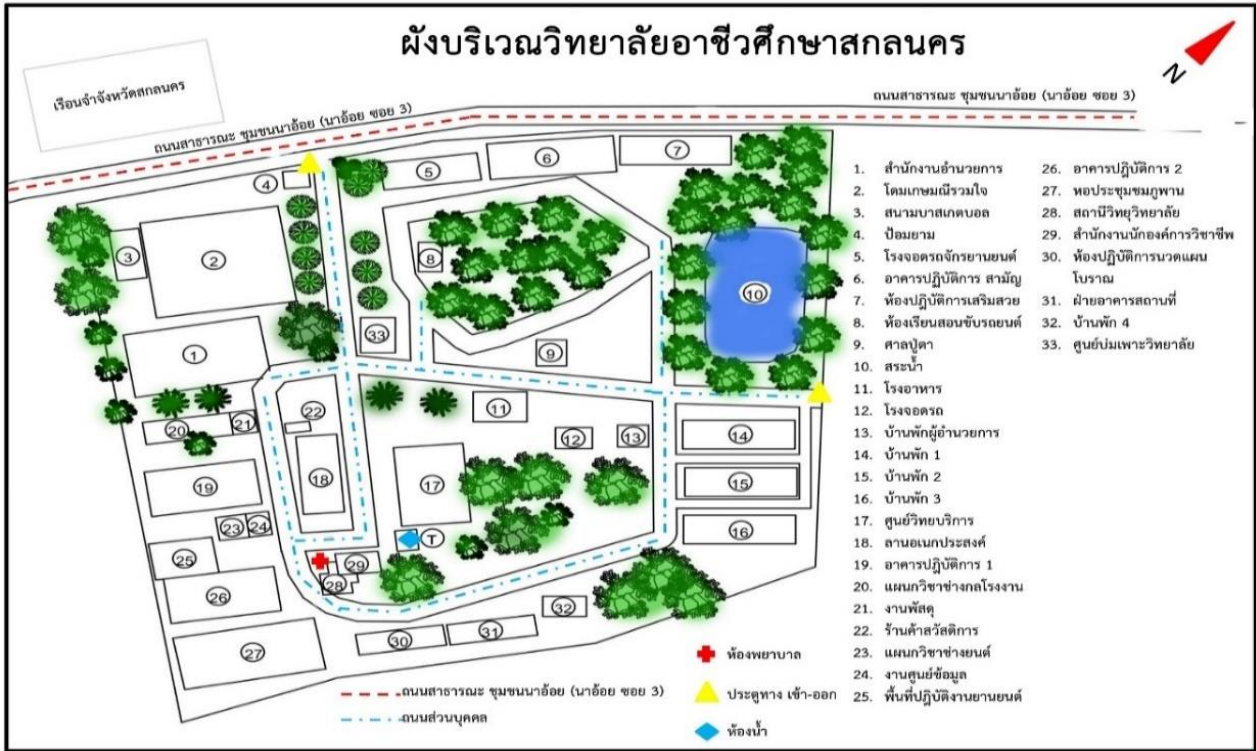 ผังบริเวณวิทยาลัยอาชีวศึกษาสกลนคร
N
เรือนจำจังหวัดสกลนคร
ถนนสาธารณะ ชุมชนนาอ้อย (นาอ้อย ซอย 3)
ถนนสารารณะ ชุมชนนาอ้อย (นาอ้อย ซอย 3)
4
5
6
7
3
2
8
10
1
33
9
22
11
12
13
14
20
21
18
17
15
19
23
24
16
25
T
29
28
26
32
27
30
31
1. สำนักงานอำนวยการ
2. โดมเกษมณีรวมใจ
3. สนามบาสเกตบอล
4. ป้อมยาม
5. โรงจอดรถจักรยานยนต์
6. อาคารปฏิบัติการ สามัญ
7. ห้องปฎิบัติการเสริมสวย
8. ห้องเรียนสอนขับรถยนต์
9. ศาลปู่ตา
10. สระน้ำ
11. โรงอาหาร
12. โรงจอดรถ
13. บ้านพักผู้อำนวยการ
14. บ้านพัก 1
15. บ้านพัก 2
16. บ้านพัก 3
17. ศูนย์วิทยบริการ
18. ลานอเนกประสงค์
19. อาคารปฏิบัติการ 1
20. แผนกวิชาช่างกลโรงงาน
21. งานพัสดุ
22. ร้านค้าสวัสดิการ
23. แผนกวิชาช่างยนต์
24. งานศูนย์ข้อมูล
25. พื้นที่ปฏิบัติงานยานยนต์
26. อาคารปฏิบัติการ 2
27. หอประชุมชมภูพาน
28. สถานีวิทยุวิทยาลัย
29. สำนักงานนักองค์การวิชาชีพ
30. ห้องปฏิบัติการนวดแผน
โบราณ
31. ฝ่ายอาคารสถานที่
32. บ้านพัก 4
33. ศูนย์บ่มเพาะวิทยาลัย
ห้องพยาบาล
ประตูทาง เข้า-ออก
ห้องน้ำ
ถนนสาธารณะ ชุมชนนาอ้อย (นาอ้อย ซอย 3)
ถนนส่วนบุคคล